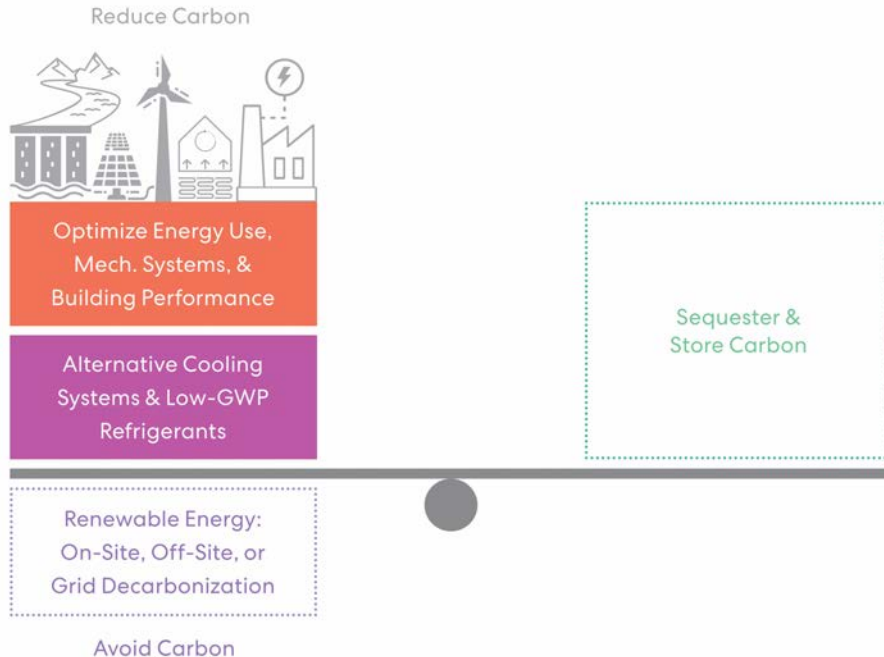 Reduce Carbon
Optimize Energy Use,
Mech. Systems, &
Building Performance
Alternative Cooling
Systems & Low-GWP
Refrigerants
Sequester &
Store Carbon
Renewable Energy:
On-Site, Off-Site, or
Grid Decarbonization
Avoid Carbon